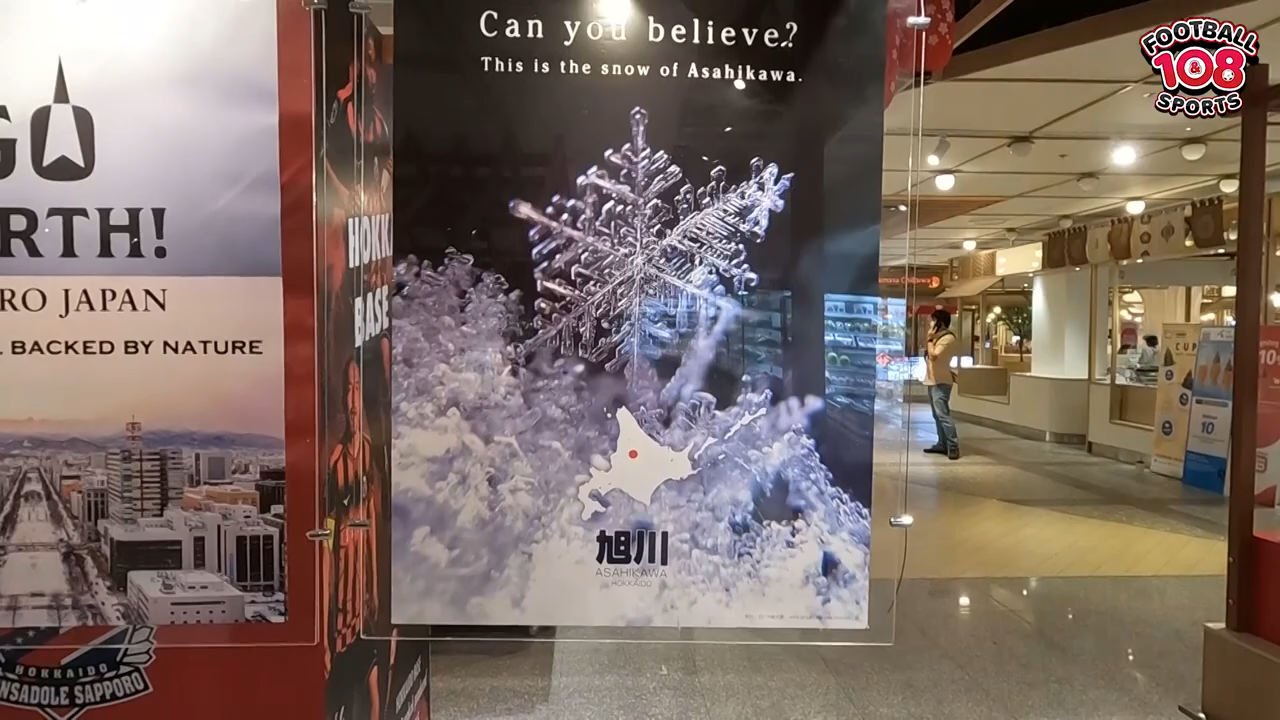 GO
RTH!
RO JAPAN
BACKED BY NATURE
HOKKAIDO
NSADOLE SAPPORO
HOKK
BASE
Can you believe?
This is the snow of Asahikawa.
旭川
ASAHIKAWA
HOKKAIDO
FOOTBALL
&
108
SPORTS
CUP
10
10